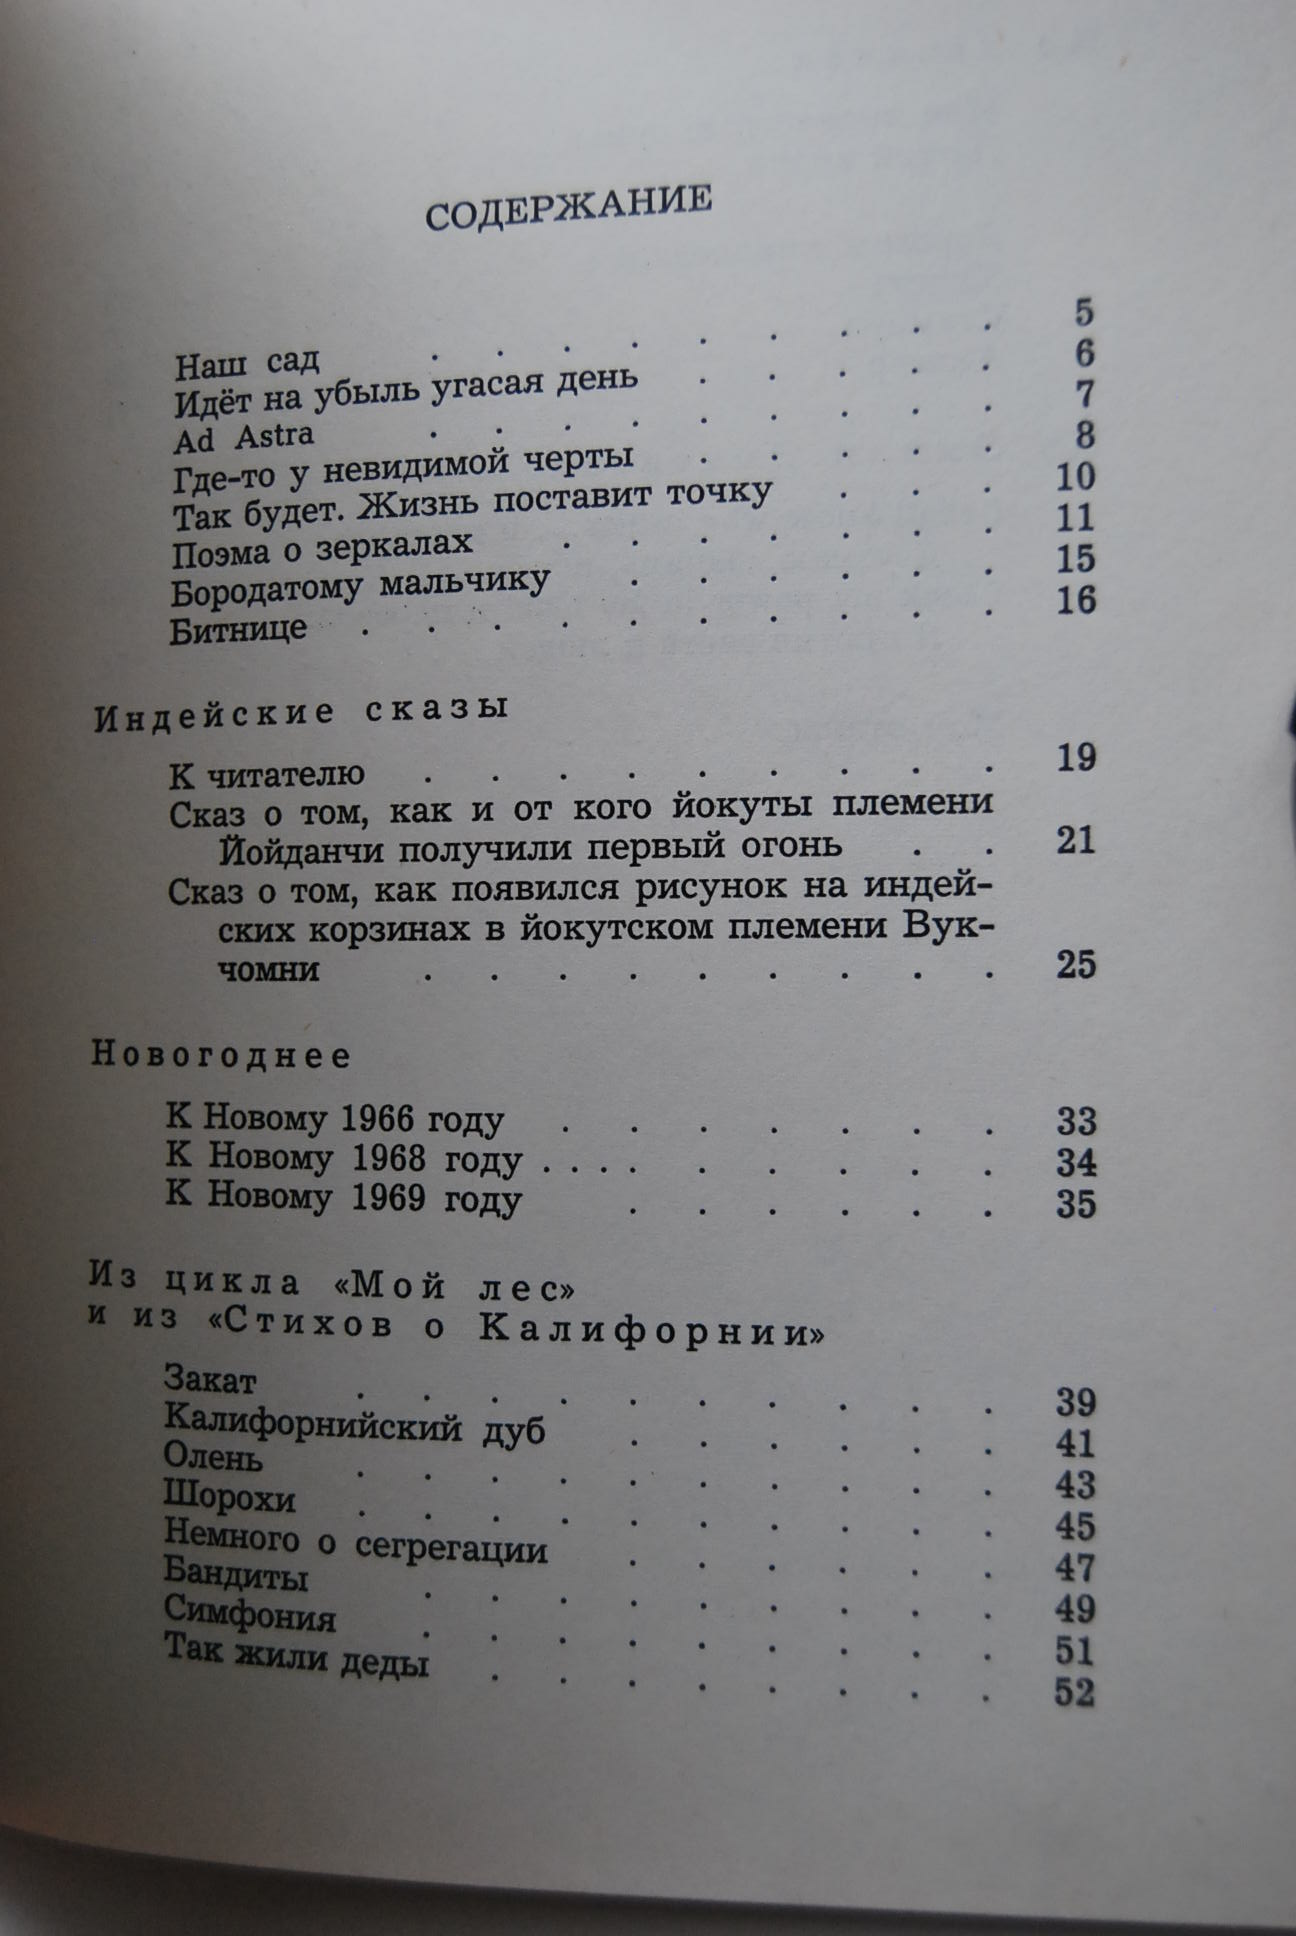 СОДЕРЖАНИЕ
Наш сад . . . . . . . . . 5
Идёт на убыль угасая день . . . . . 6
Ad Astra . . . . . . . . . 7
Где-то у невидимой черты . . . . . 8
Так будет. Жизнь поставит точку . . . 10
Поэма о зеркалах . . . . . . . 11
Бородатому мальчику . . . . . . 15
Битнице . . . . . . . . . . 16
Индейские сказы
К читателю . . . . . . . . . 19
Сказ о том, как и от кого йокуты племени
Йойданчи получили первый огонь . . 21
Сказ о том, как появился рисунок на индей-
ских корзинах в йокутском племени Вук-
чомни . . . . . . . . . 25
Новогоднее
К Новому 1966 году . . . . . . . 33
К Новому 1968 году . . . . . . . . . 34
К Новому 1969 году . . . . . . 35
Из цикла «Мой лес»
и из «Стихов о Калифорнии»
Закат . . . . . . . . . . 39
Калифорнийский дуб . . . . . . 41
Олень . . . . . . . . . . 43
Шорохи . . . . . . . . . . 45
Немного о сегрегации . . . . . . 47
Бандиты . . . . . . . . . 49
Симфония . . . . . . . . . 51
Так жили деды . . . . . . . . 52